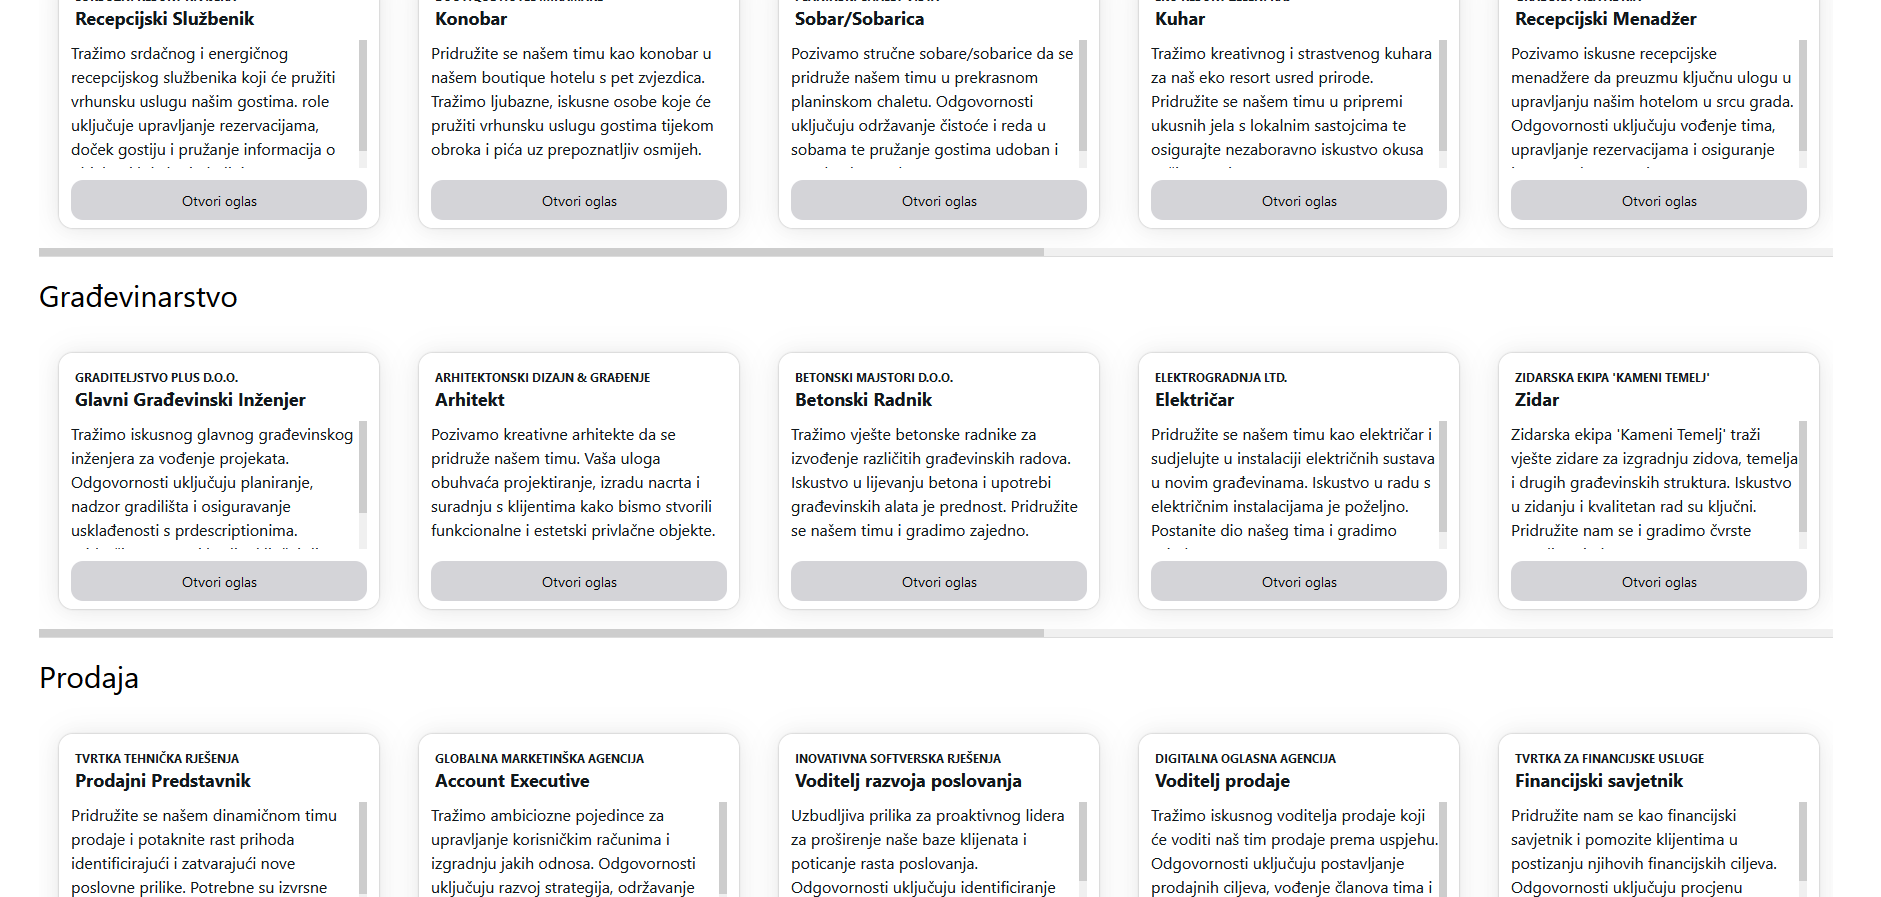 Recepcijski Službenik
Tražimo srdačnog i energičnog
recepcijskog službenika koji će pružiti
vrhunsku uslugu našim gostima. role
uključuje upravljanje rezervacijama,
doček gostiju i pružanje informacija o
Otvori oglas
Konobar
Pridružite se našem timu kao konobar u
našem boutique hotelu s pet zvjezdica.
Tražimo ljubazne, iskusne osobe koje će
pružiti vrhunsku uslugu gostima tijekom
obroka i pića uz prepoznatljiv osmijeh.
Otvori oglas
Sobar/Sobarica
Pozivamo stručne sobare/sobarice da se
pridruže našem timu u prekrasnom
planinskom chaletu. Odgovornosti
uključuju održavanje čistoće i reda u
sobama te pružanje gostima udoban i
Otvori oglas
Kuhar
Tražimo kreativnog i strastvenog kuhara
za naš eko resort usred prirode.
Pridružite se našem timu u pripremi
ukusnih jela s lokalnim sastojcima te
osigurajte nezaboravno iskustvo okusa
Otvori oglas
Recepcijski Menadžer
Pozivamo iskusne recepcijske
menadžere da preuzmu ključnu ulogu u
upravljanju našim hotelom u srcu grada.
Odgovornosti uključuju vođenje tima,
upravljanje rezervacijama i osiguranje
Otvori oglas
Građevinarstvo
GRADITELJSTVO PLUS D.O.O.
Glavni Građevinski Inženjer
Tražimo iskusnog glavnog građevinskog
inženjera za vođenje projekata.
Odgovornosti uključuju planiranje,
nadzor gradilišta i osiguravanje
usklađenosti s prdescriptionima.
Otvori oglas
ARHITEKTONSKI DIZAJN & GRAĐENJE
Arhitekt
Pozivamo kreativne arhitekte da se
pridruže našem timu. Vaša uloga
obuhvaća projektiranje, izradu nacrta i
suradnju s klijentima kako bismo stvorili
funkcionalne i estetski privlačne objekte.
Otvori oglas
BETONSKI MAJSTORI D.O.O.
Betonski Radnik
Tražimo vješte betonske radnike za
izvođenje različitih građevinskih radova.
Iskustvo u lijevanju betona i upotrebi
građevinskih alata je prednost. Pridružite
se našem timu i gradimo zajedno.
Otvori oglas
ELEKTROGRADNJA LTD.
Električar
Pridružite se našem timu kao električar i
sudjelujte u instalaciji električnih sustava
u novim građevinama. Iskustvo u radu s
električnim instalacijama je poželjno.
Postanite dio našeg tima i gradimo
Otvori oglas
ZIDARSKA EKIPA 'KAMENI TEMELJ'
Zidar
Zidarska ekipa 'Kameni Temelj' traži
vješte zidare za izgradnju zidova, temelja
i drugih građevinskih struktura. Iskustvo
u zidanju i kvalitetan rad su ključni.
Pridružite nam se i gradimo čvrste
Otvori oglas
Prodaja
TVRTKA TEHNIČKA RJEŠENJA
Prodajni Predstavnik
Pridružite se našem dinamičnom timu
prodaje i potaknite rast prihoda
identificirajući i zatvarajući nove
poslovne prilike. Potrebne su izvrsne
GLOBALNA MARKETINŠKA AGENCIJA
Account Executive
Tražimo ambiciozne pojedince za
upravljanje korisničkim računima i
izgradnju jakih odnosa. Odgovornosti
uključuju razvoj strategija, održavanje
INOVATIVNA SOFTVERSKA RJEŠENJA
Voditelj razvoja poslovanja
Uzbudljiva prilika za proaktivnog lidera
za proširenje naše baze klijenata i
poticanje rasta poslovanja.
Odgovornosti uključuju identificiranje
DIGITALNA OGLASNA AGENCIJA
Voditelj prodaje
Tražimo iskusnog voditelja prodaje koji
će voditi naš tim prodaje prema uspjehu.
Odgovornosti uključuju postavljanje
prodajnih ciljeva, vođenje članova tima i
TVRTKA ZA FINANCIJSKE USLUGE
Financijski savjetnik
Pridružite nam se kao financijski
savjetnik i pomozite klijentima u
postizanju njihovih financijskih ciljeva.
Odgovornosti uključuju procjenu